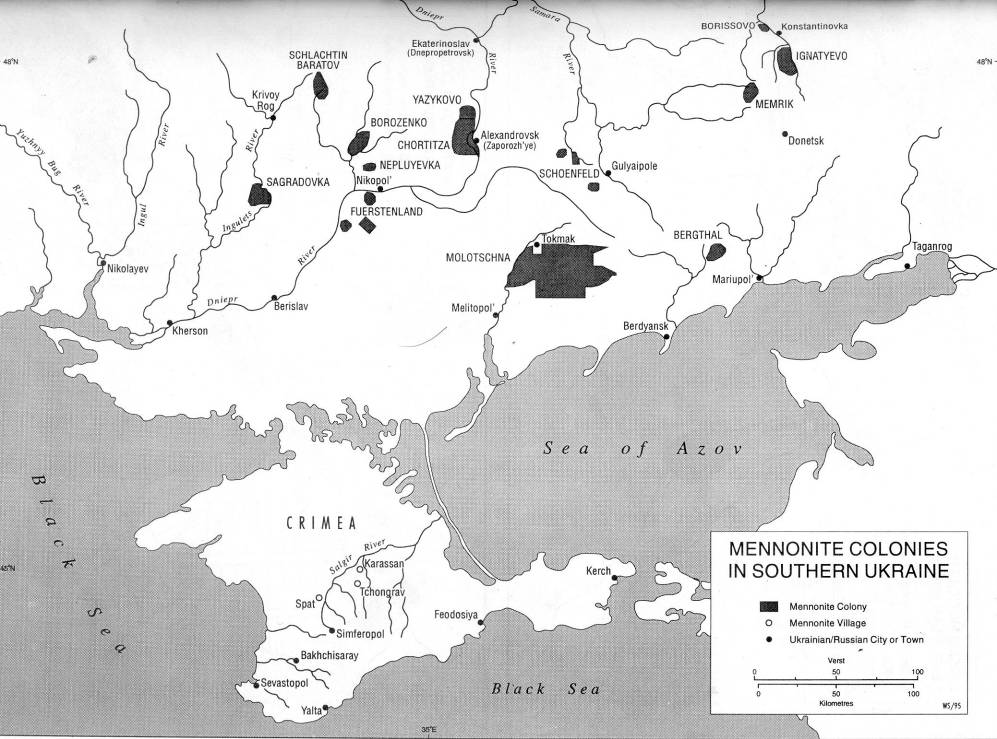 Dniepr
Samara
BORISSOVO
Konstantinovka
Ekaterinoslav
(Dnepropetrovsk)
River
River
IGNATYEVO
SCHLACHTIN
BARATOV
48°N
48°N
Krivoy
Rog
YAZYKOVO
MEMRIK
BOROZENKO
CHORTITZA
Alexandrovsk
(Zaporozh'ye)
Donetsk
Yuzhnyy Bug River
River
River
NEPLUYEVKA
SCHOENFELD
Gulyaipole
SAGRADOVKA
Nikopol'
Ingul
Ingulets
FUERSTENLAND
BERGTHAL
Tokmak
Taganrog
River
MOLOTSCHNA
Nikolayev
Mariupol'
Dniepr
Berislav
Melitopol'
Kherson
Berdyansk
Sea of Azov
Black Sea
CRIMEA
Salgir River
Karassan
45°N
Tchongrav
Kerch
Spat
Feodosiya
Simferopol
Bakhchisaray
Sevastopol
Black Sea
Yalta
35°E
MENNONITE COLONIES
IN SOUTHERN UKRAINE
Mennonite Colony
Mennonite Village
Ukrainian/Russian City or Town
Verst
0 50 100
0 50 100
Kilometres
WS/95